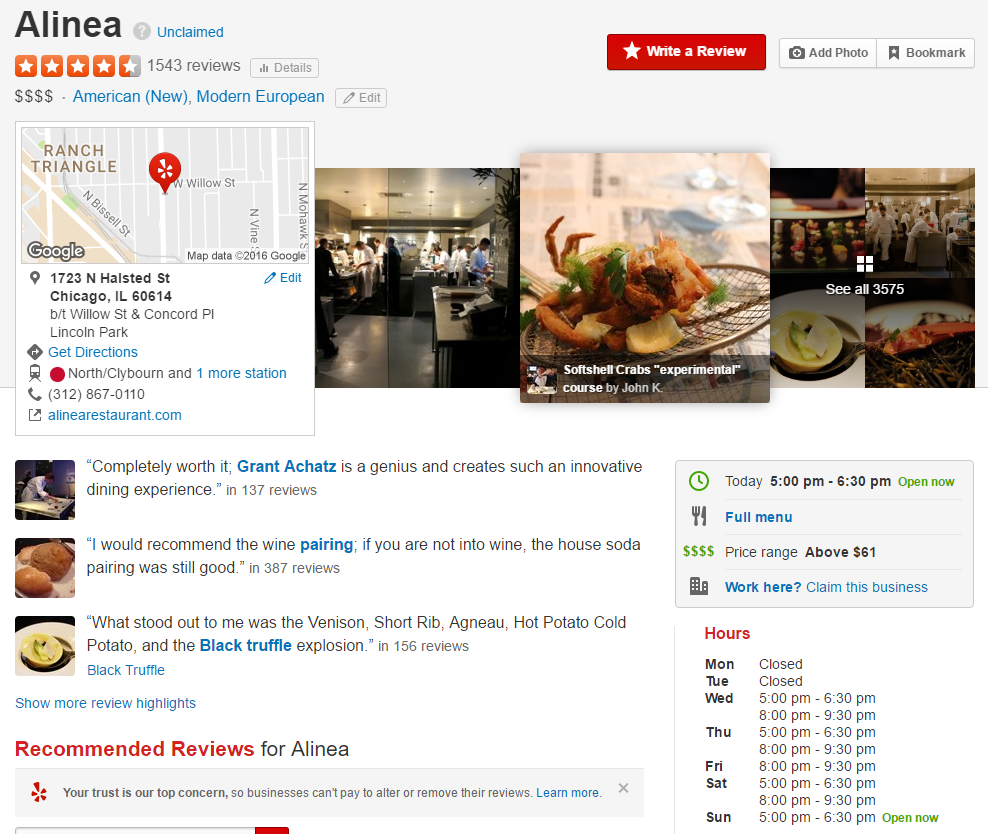 Alinea
? Unclaimed
1543 reviews
Details
Write a Review
Add Photo
Bookmark
$$$$ · American (New), Modern European
Edit
RANCH
TRIANGLE
W Willow St
N Bissell St
N Vine
N Mohawk S
Google
Map data ©2016 Google
1723 N Halsted St
Edit
Chicago, IL 60614
b/t Willow St & Concord Pl
Lincoln Park
Get Directions
North/Clybourn and 1 more station
(312) 867-0110
alinearestaurant.com
Softshell Crabs "experimental"
course by John K.
See all 3575
“Completely worth it; Grant Achatz is a genius and creates such an innovative
dining experience.” in 137 reviews
“I would recommend the wine pairing; if you are not into wine, the house soda
pairing was still good.” in 387 reviews
“What stood out to me was the Venison, Short Rib, Agneau, Hot Potato Cold
Potato, and the Black truffle explosion.” in 156 reviews
Black Truffle
Show more review highlights
Recommended Reviews for Alinea
Your trust is our top concern, so businesses can't pay to alter or remove their reviews. Learn more.
×
Today 5:00 pm - 6:30 pm Open now
Full menu
$$$$ Price range Above $61
Work here? Claim this business
Hours
Mon Closed
Tue Closed
Wed 5:00 pm - 6:30 pm
8:00 pm - 9:30 pm
Thu 5:00 pm - 6:30 pm
8:00 pm - 9:30 pm
Fri 8:00 pm - 9:30 pm
Sat 5:00 pm - 6:30 pm
8:00 pm - 9:30 pm
Sun 5:00 pm - 6:30 pm Open now